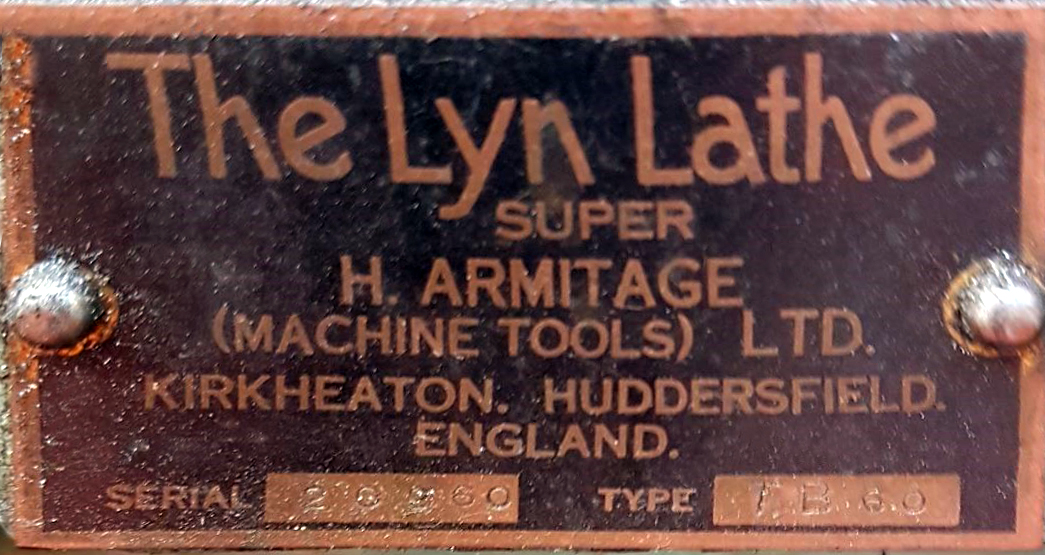 The Lyn Lathe
SUPER
H. ARMITAGE
(MACHINE TOOLS) LTD.
KIRKHEATON. HUDDERSFIELD.
ENGLAND.
SERIAL TYPE